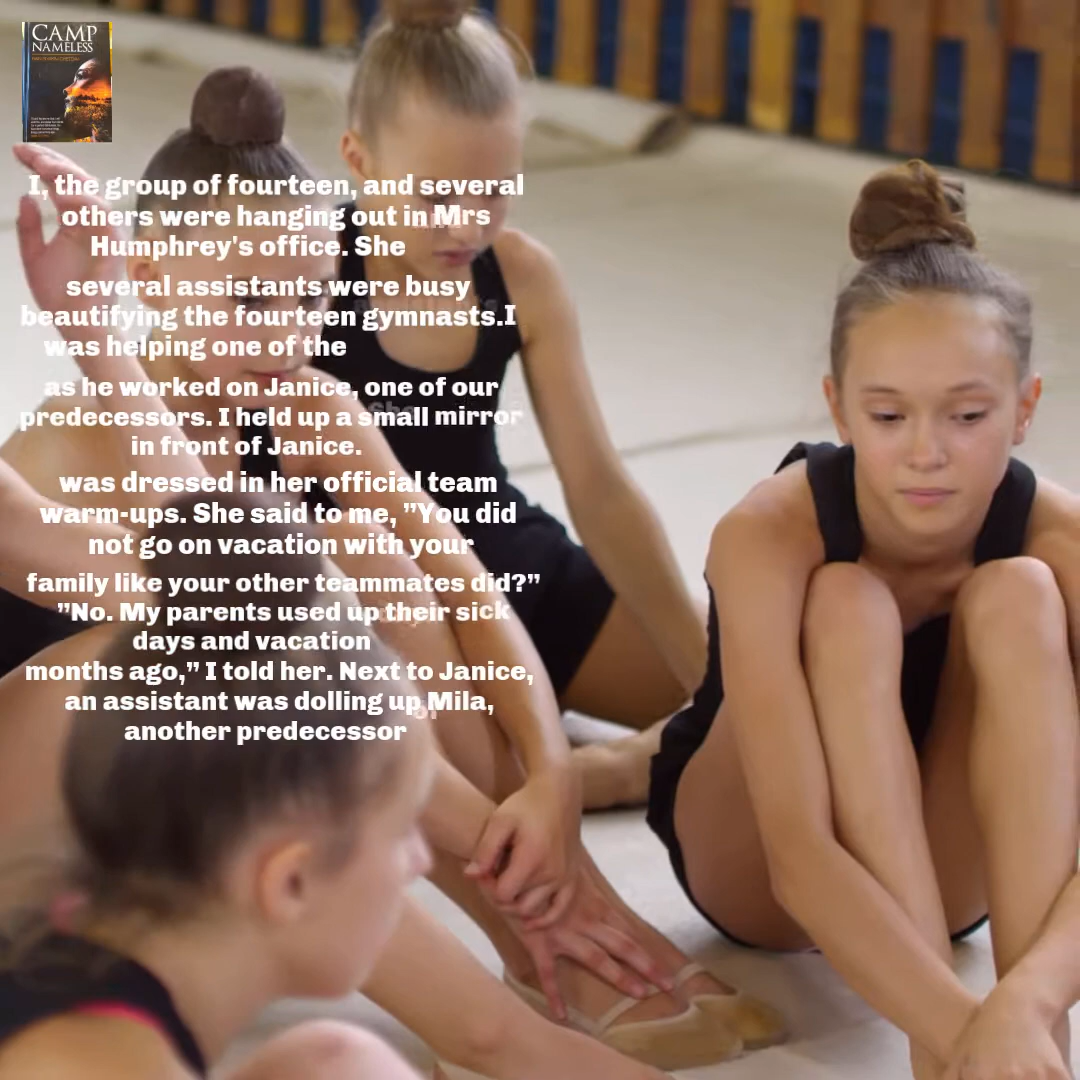 CAMP
NAMELESS
I, the group of fourteen, and several
others were hanging out in Mrs
Humphrey's office. She
several assistants were busy
beautifying the fourteen gymnasts.I
was helping one of the
as he worked on Janice, one of our
predecessors. I held up a small mirror
in front of Janice.
was dressed in her official team
warm-ups. She said to me, ”You did
not go on vacation with your
family like your other teammates did?”
”No. My parents used up their sick
days and vacation
months ago,” I told her. Next to Janice,
an assistant was dolling up Mila,
another predecessor